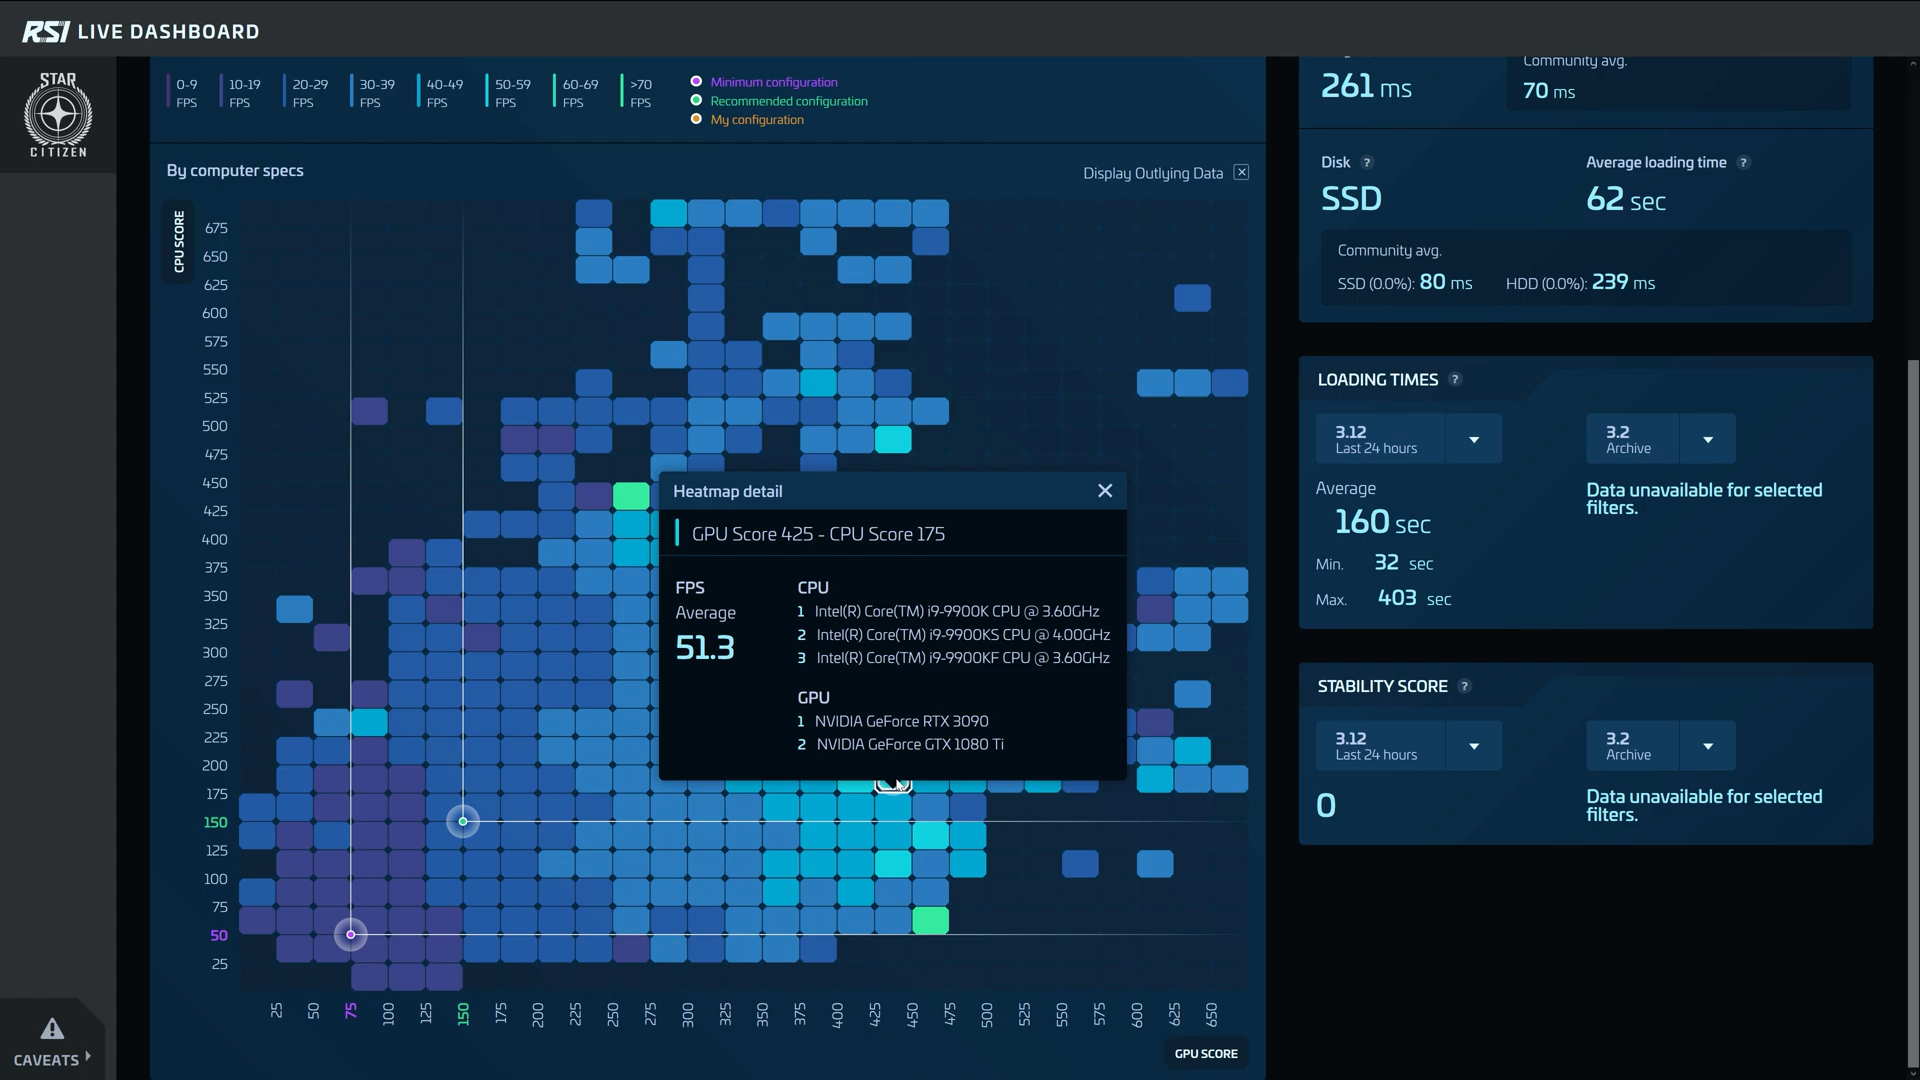 RSI LIVE DASHBOARD
STAR
CITIZEN
0-9
FPS
10-19
FPS
20-29
FPS
30-39
FPS
40-49
FPS
50-59
FPS
60-69
FPS
>70
FPS
Minimum configuration
Recommended configuration
My configuration
By computer specs
Display Outlying Data
CPU SCORE
675
650
625
600
575
550
525
500
475
450
425
400
375
350
325
300
275
250
225
200
175
150
125
100
75
50
25
Heatmap detail
GPU Score 425 - CPU Score 175
FPS
Average
51.3
CPU
1 Intel(R) Core(TM) i9-9900K CPU @ 3.60GHz
2 Intel(R) Core(TM) i9-9900KS CPU @ 4.00GHz
3 Intel(R) Core(TM) i9-9900KF CPU @ 3.60GHz
GPU
1 NVIDIA GeForce RTX 3090
2 NVIDIA GeForce GTX 1080 Ti
25 50 75 100 125 150 175 200 225 250 275 300 325 350 375 400 425 450 475 500 525 550 575 600 625 650
GPU SCORE
261 ms
Community avg.
70 ms
Disk ?
SSD
Average loading time ?
62 sec
Community avg.
SSD (0.0%): 80 ms HDD (0.0%): 239 ms
LOADING TIMES ?
3.12
Last 24 hours
3.2
Archive
Average
160 sec
Min. 32 sec
Max. 403 sec
Data unavailable for selected
filters.
STABILITY SCORE ?
3.12
Last 24 hours
3.2
Archive
0
Data unavailable for selected
filters.
CAVEATS